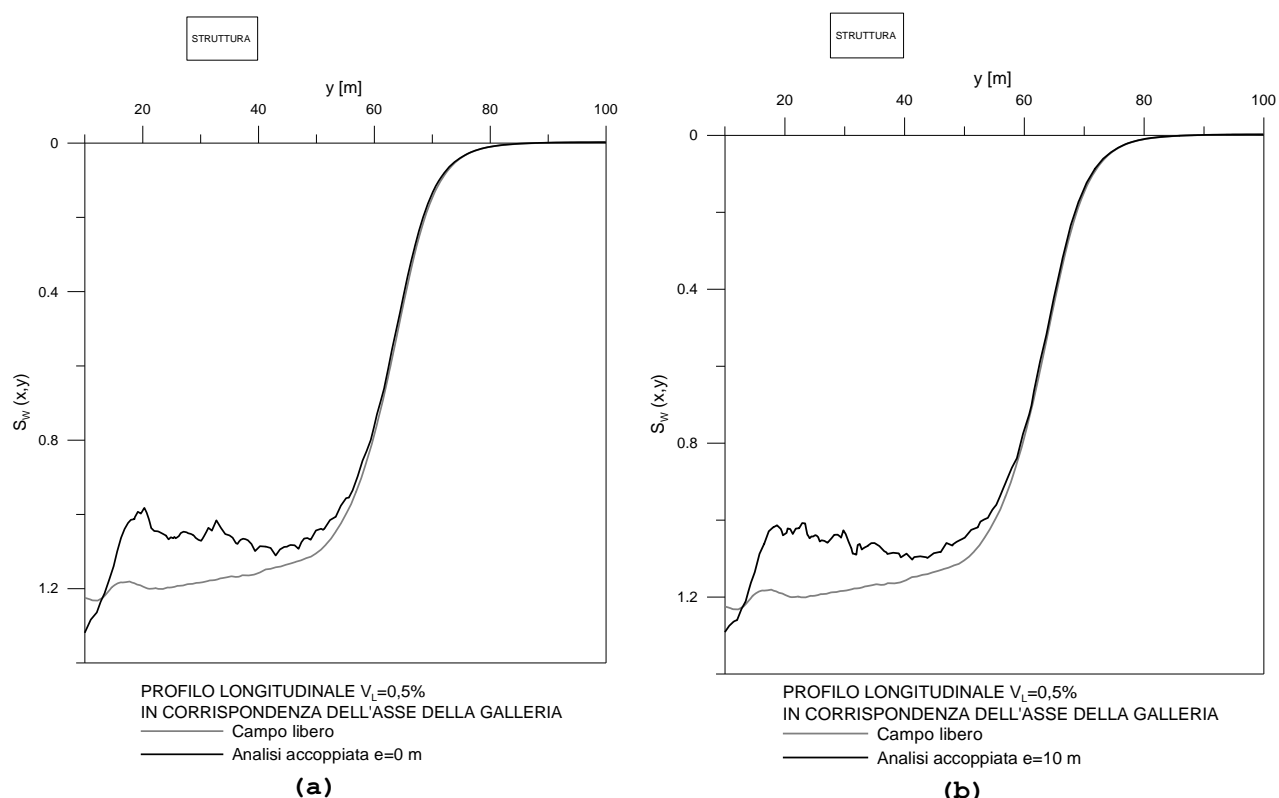 STRUTTURA
y [m]
20 40 60 80 100
0
0.4
0.8
1.2
S_W (x,y)
PROFILO LONGITUDINALE V_L=0,5%
IN CORRISPONDENZA DELL'ASSE DELLA GALLERIA
Campo libero
Analisi accoppiata e=0 m
(a)
STRUTTURA
y [m]
20 40 60 80 100
0
0.4
0.8
1.2
S_W (x,y)
PROFILO LONGITUDINALE V_L=0,5%
IN CORRISPONDENZA DELL'ASSE DELLA GALLERIA
Campo libero
Analisi accoppiata e=10 m
(b)